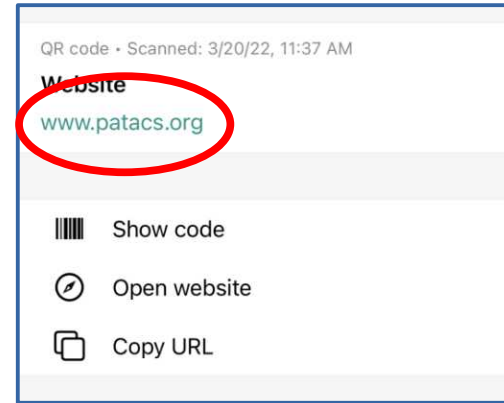 QR code • Scanned: 3/20/22, 11:37 AM
Website
www.patacs.org
Show code
Open website
Copy URL